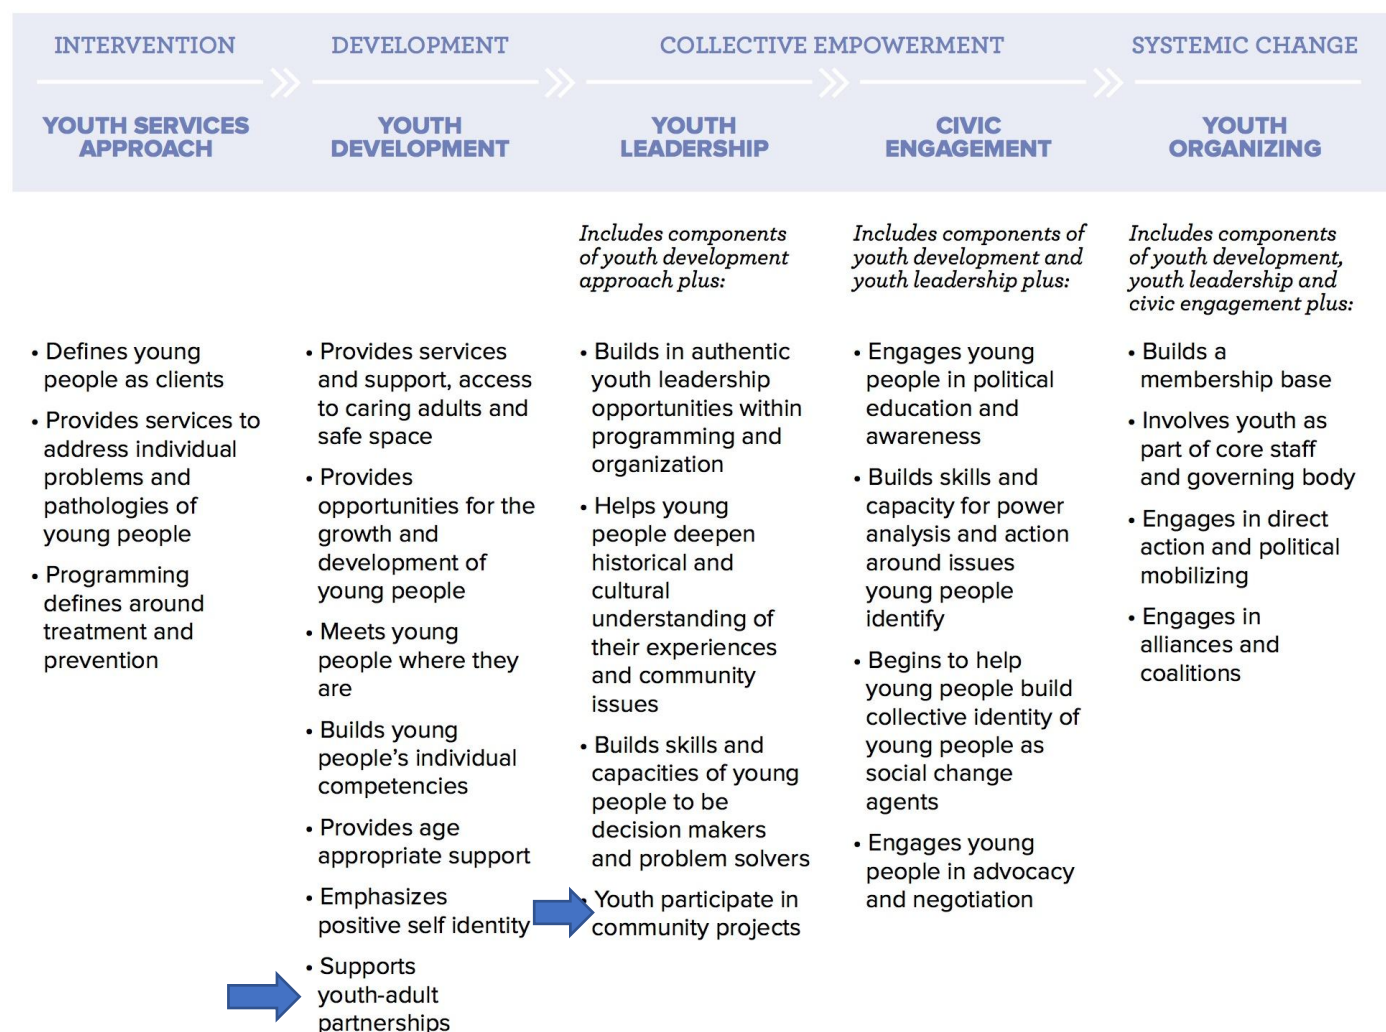 INTERVENTION
DEVELOPMENT
COLLECTIVE EMPOWERMENT
SYSTEMIC CHANGE
YOUTH SERVICES
APPROACH
YOUTH
DEVELOPMENT
YOUTH
LEADERSHIP
CIVIC
ENGAGEMENT
YOUTH
ORGANIZING
• Defines young
people as clients
• Provides services to
address individual
problems and
pathologies of
young people
• Programming
defines around
treatment and
prevention
• Provides services
and support, access
to caring adults and
safe space
• Provides
opportunities for the
growth and
development of
young people
• Meets young
people where they
are
• Builds young
people’s individual
competencies
• Provides age
appropriate support
• Emphasizes
positive self identity
• Supports
youth-adult
partnerships
Includes components
of youth development
approach plus:
• Builds in authentic
youth leadership
opportunities within
programming and
organization
• Helps young
people deepen
historical and
cultural
understanding of
their experiences
and community
issues
• Builds skills and
capacities of young
people to be
decision makers
and problem solvers
• Youth participate in
community projects
Includes components of
youth development and
youth leadership plus:
• Engages young
people in political
education and
awareness
• Builds skills and
capacity for power
analysis and action
around issues
young people
identify
• Begins to help
young people build
collective identity of
young people as
social change
agents
• Engages young
people in advocacy
and negotiation
Includes components
of youth development,
youth leadership and
civic engagement plus:
• Builds a
membership base
• Involves youth as
part of core staff
and governing body
• Engages in direct
action and political
mobilizing
• Engages in
alliances and
coalitions